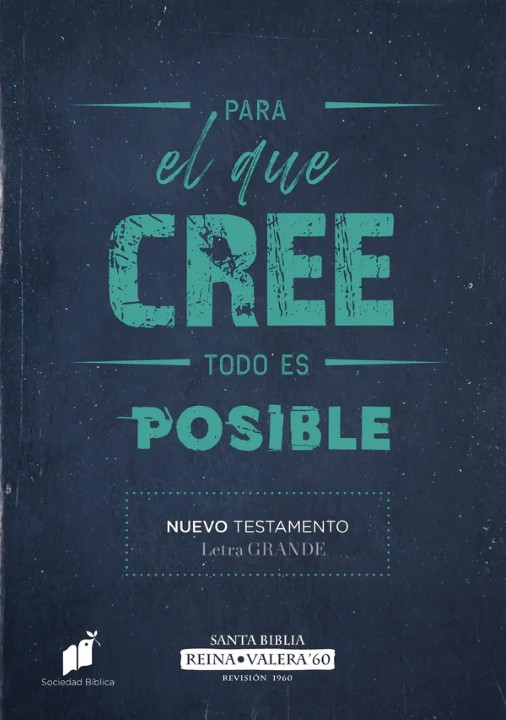 PARA
el que
CREE
TODO ES
POSIBLE
NUEVO TESTAMENTO
Letra GRANDE
SANTA BIBLIA
REINA•VALERA'60
REVISIÓN 1960
Sociedad Bíblica